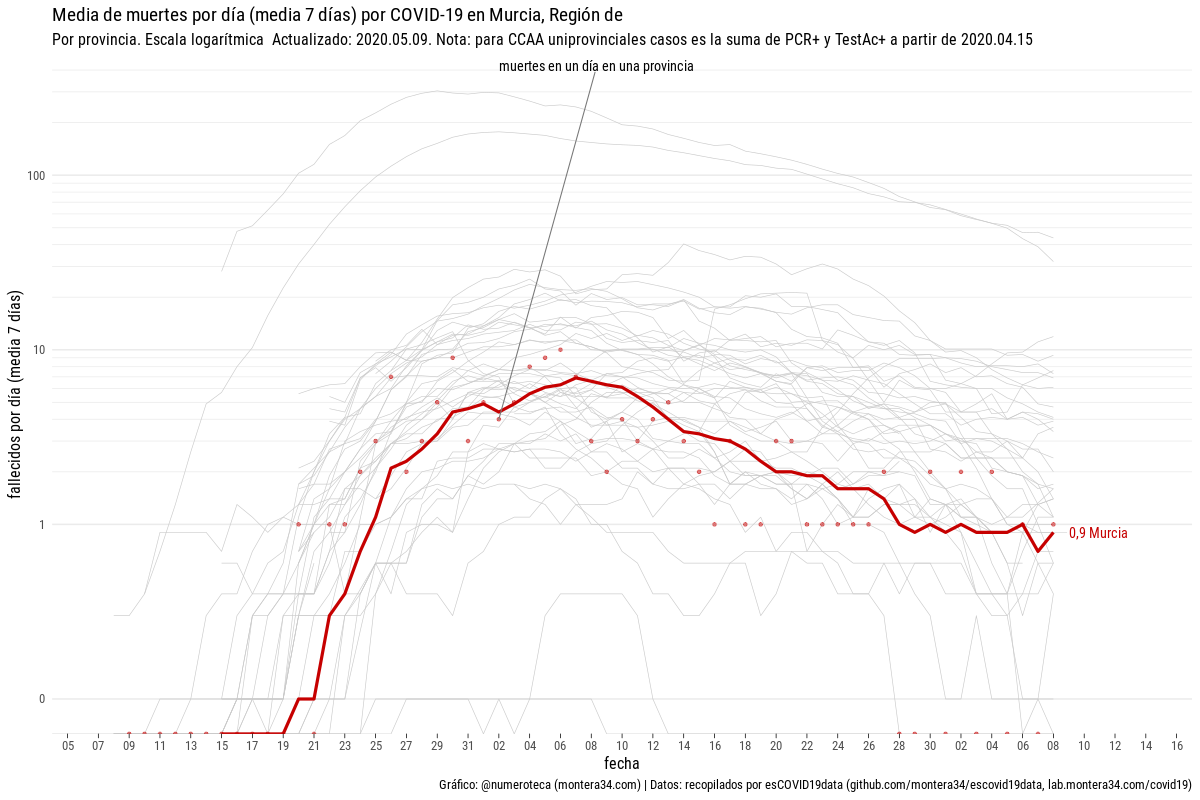 Media de muertes por día (media 7 días) por COVID-19 en Murcia, Región de
Por provincia. Escala logarítmica  Actualizado: 2020.05.09. Nota: para CCAA uniprovinciales casos es la suma de PCR+ y TestAc+ a partir de 2020.04.15
muertes en un día en una provincia
fallecidos por día (media 7 días)
100
10
1
0
0,9 Murcia
05 07 09 11 13 15 17 19 21 23 25 27 29 31 02 04 06 08 10 12 14 16 18 20 22 24 26 28 30 02 04 06 08 10 12 14 16
fecha
Gráfico: @numeroteca (montera34.com) | Datos: recopilados por esCOVID19data (github.com/montera34/escovid19data, lab.montera34.com/covid19)